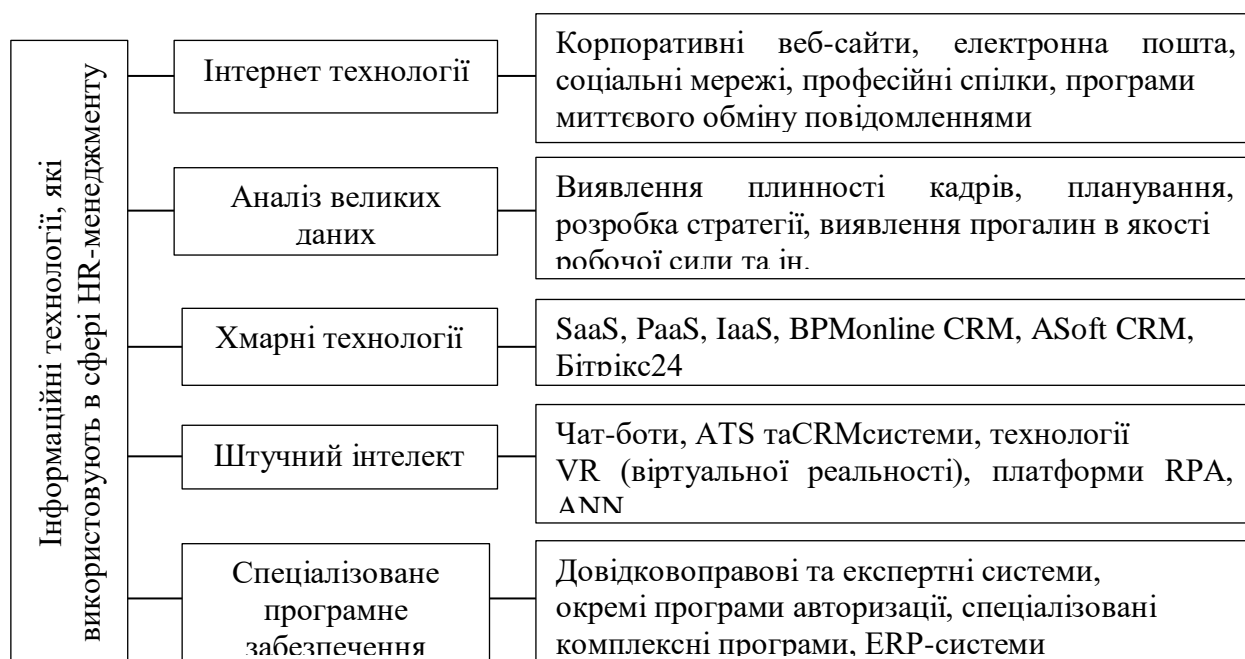 Інформаційні технології, які
використовують в сфері HR-менеджменту
Інтернет технології
Корпоративні веб-сайти, електронна пошта,
соціальні мережі, професійні спілки, програми
миттєвого обміну повідомленнями
Аналіз великих
даних
Виявлення плинності кадрів, планування,
розробка стратегії, виявлення прогалин в якості
робочої сили та ін.
Хмарні технології
SaaS, PaaS, IaaS, BPMonline CRM, ASoft CRM,
Бітрікс24
Штучний інтелект
Чат-боти, ATS таCRMсистеми, технології
VR (віртуальної реальності), платформи RPA,
ANN
Спеціалізоване
програмне
забезпечення
Довідковоправові та експертні системи,
окремі програми авторизації, спеціалізовані
комплексні програми, ERP-системи